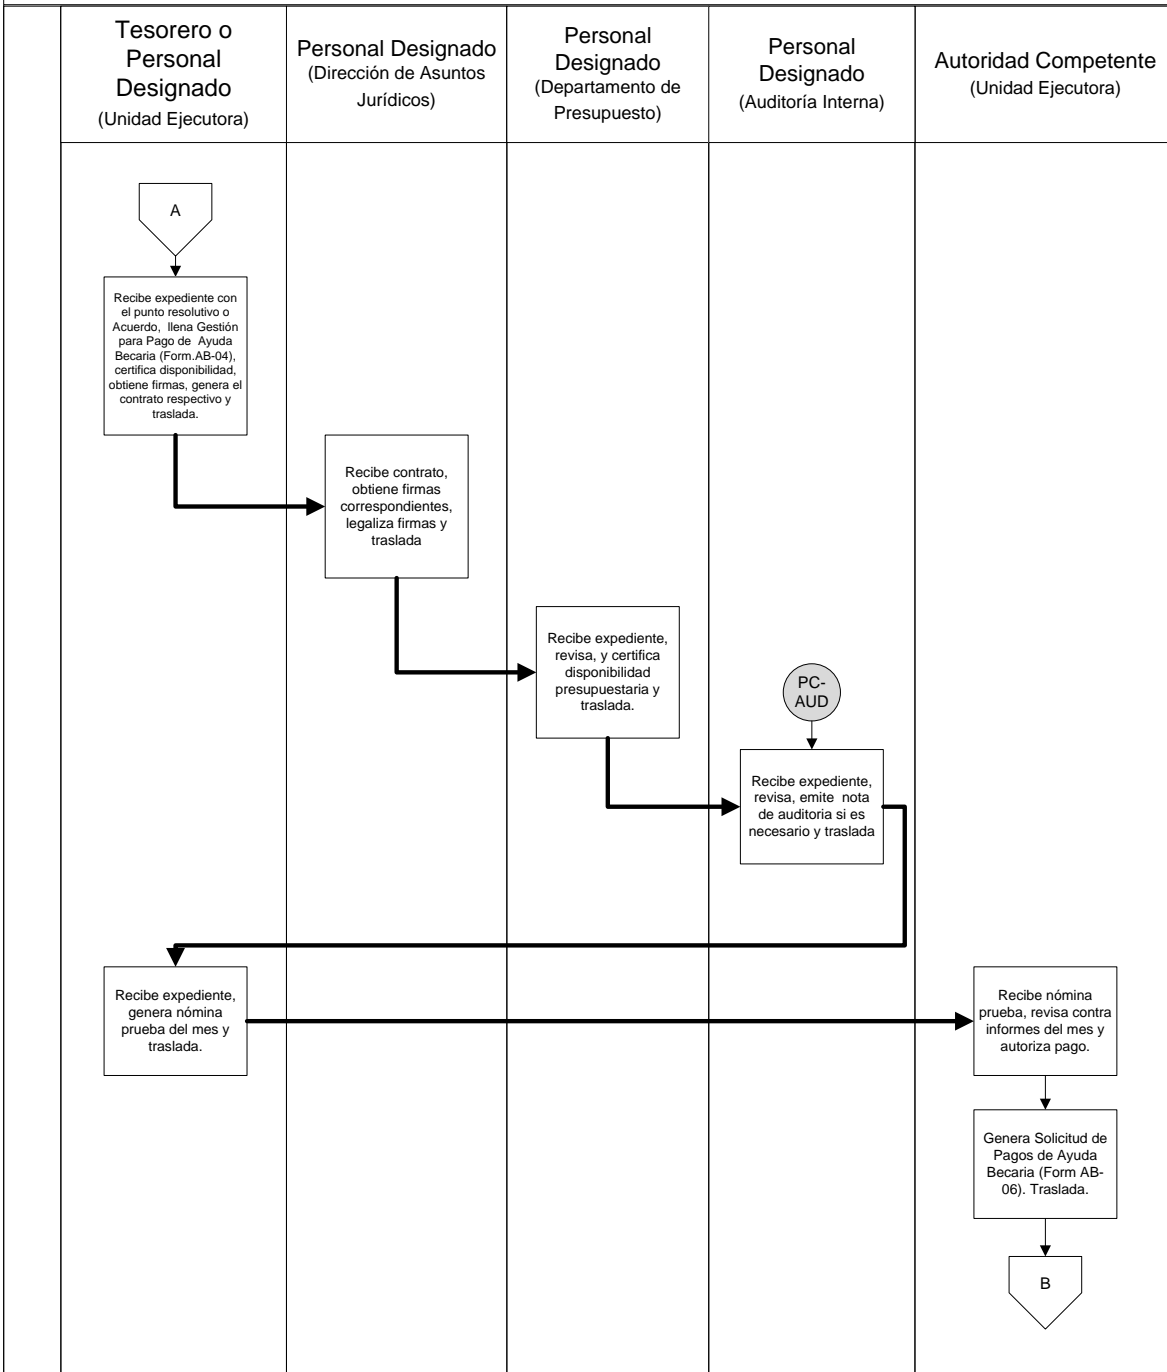 Tesorero o
Personal
Designado
(Unidad Ejecutora)
Personal Designado
(Dirección de Asuntos
Jurídicos)
Personal
Designado
(Departamento de
Presupuesto)
Personal
Designado
(Auditoría Interna)
Autoridad Competente
(Unidad Ejecutora)
A
Recibe expediente con
el punto resolutivo o
Acuerdo, llena Gestión
para Pago de Ayuda
Becaria (Form.AB-04),
certifica disponibilidad,
obtiene firmas, genera el
contrato respectivo y
traslada.
Recibe contrato,
obtiene firmas
correspondientes,
legaliza firmas y
traslada
Recibe expediente,
revisa, y certifica
disponibilidad
presupuestaria y
traslada.
PC-
AUD
Recibe expediente,
revisa, emite nota
de auditoria si es
necesario y traslada
Recibe expediente,
genera nómina
prueba del mes y
traslada.
Recibe nómina
prueba, revisa contra
informes del mes y
autoriza pago.
Genera Solicitud de
Pagos de Ayuda
Becaria (Form AB-
06). Traslada.
B